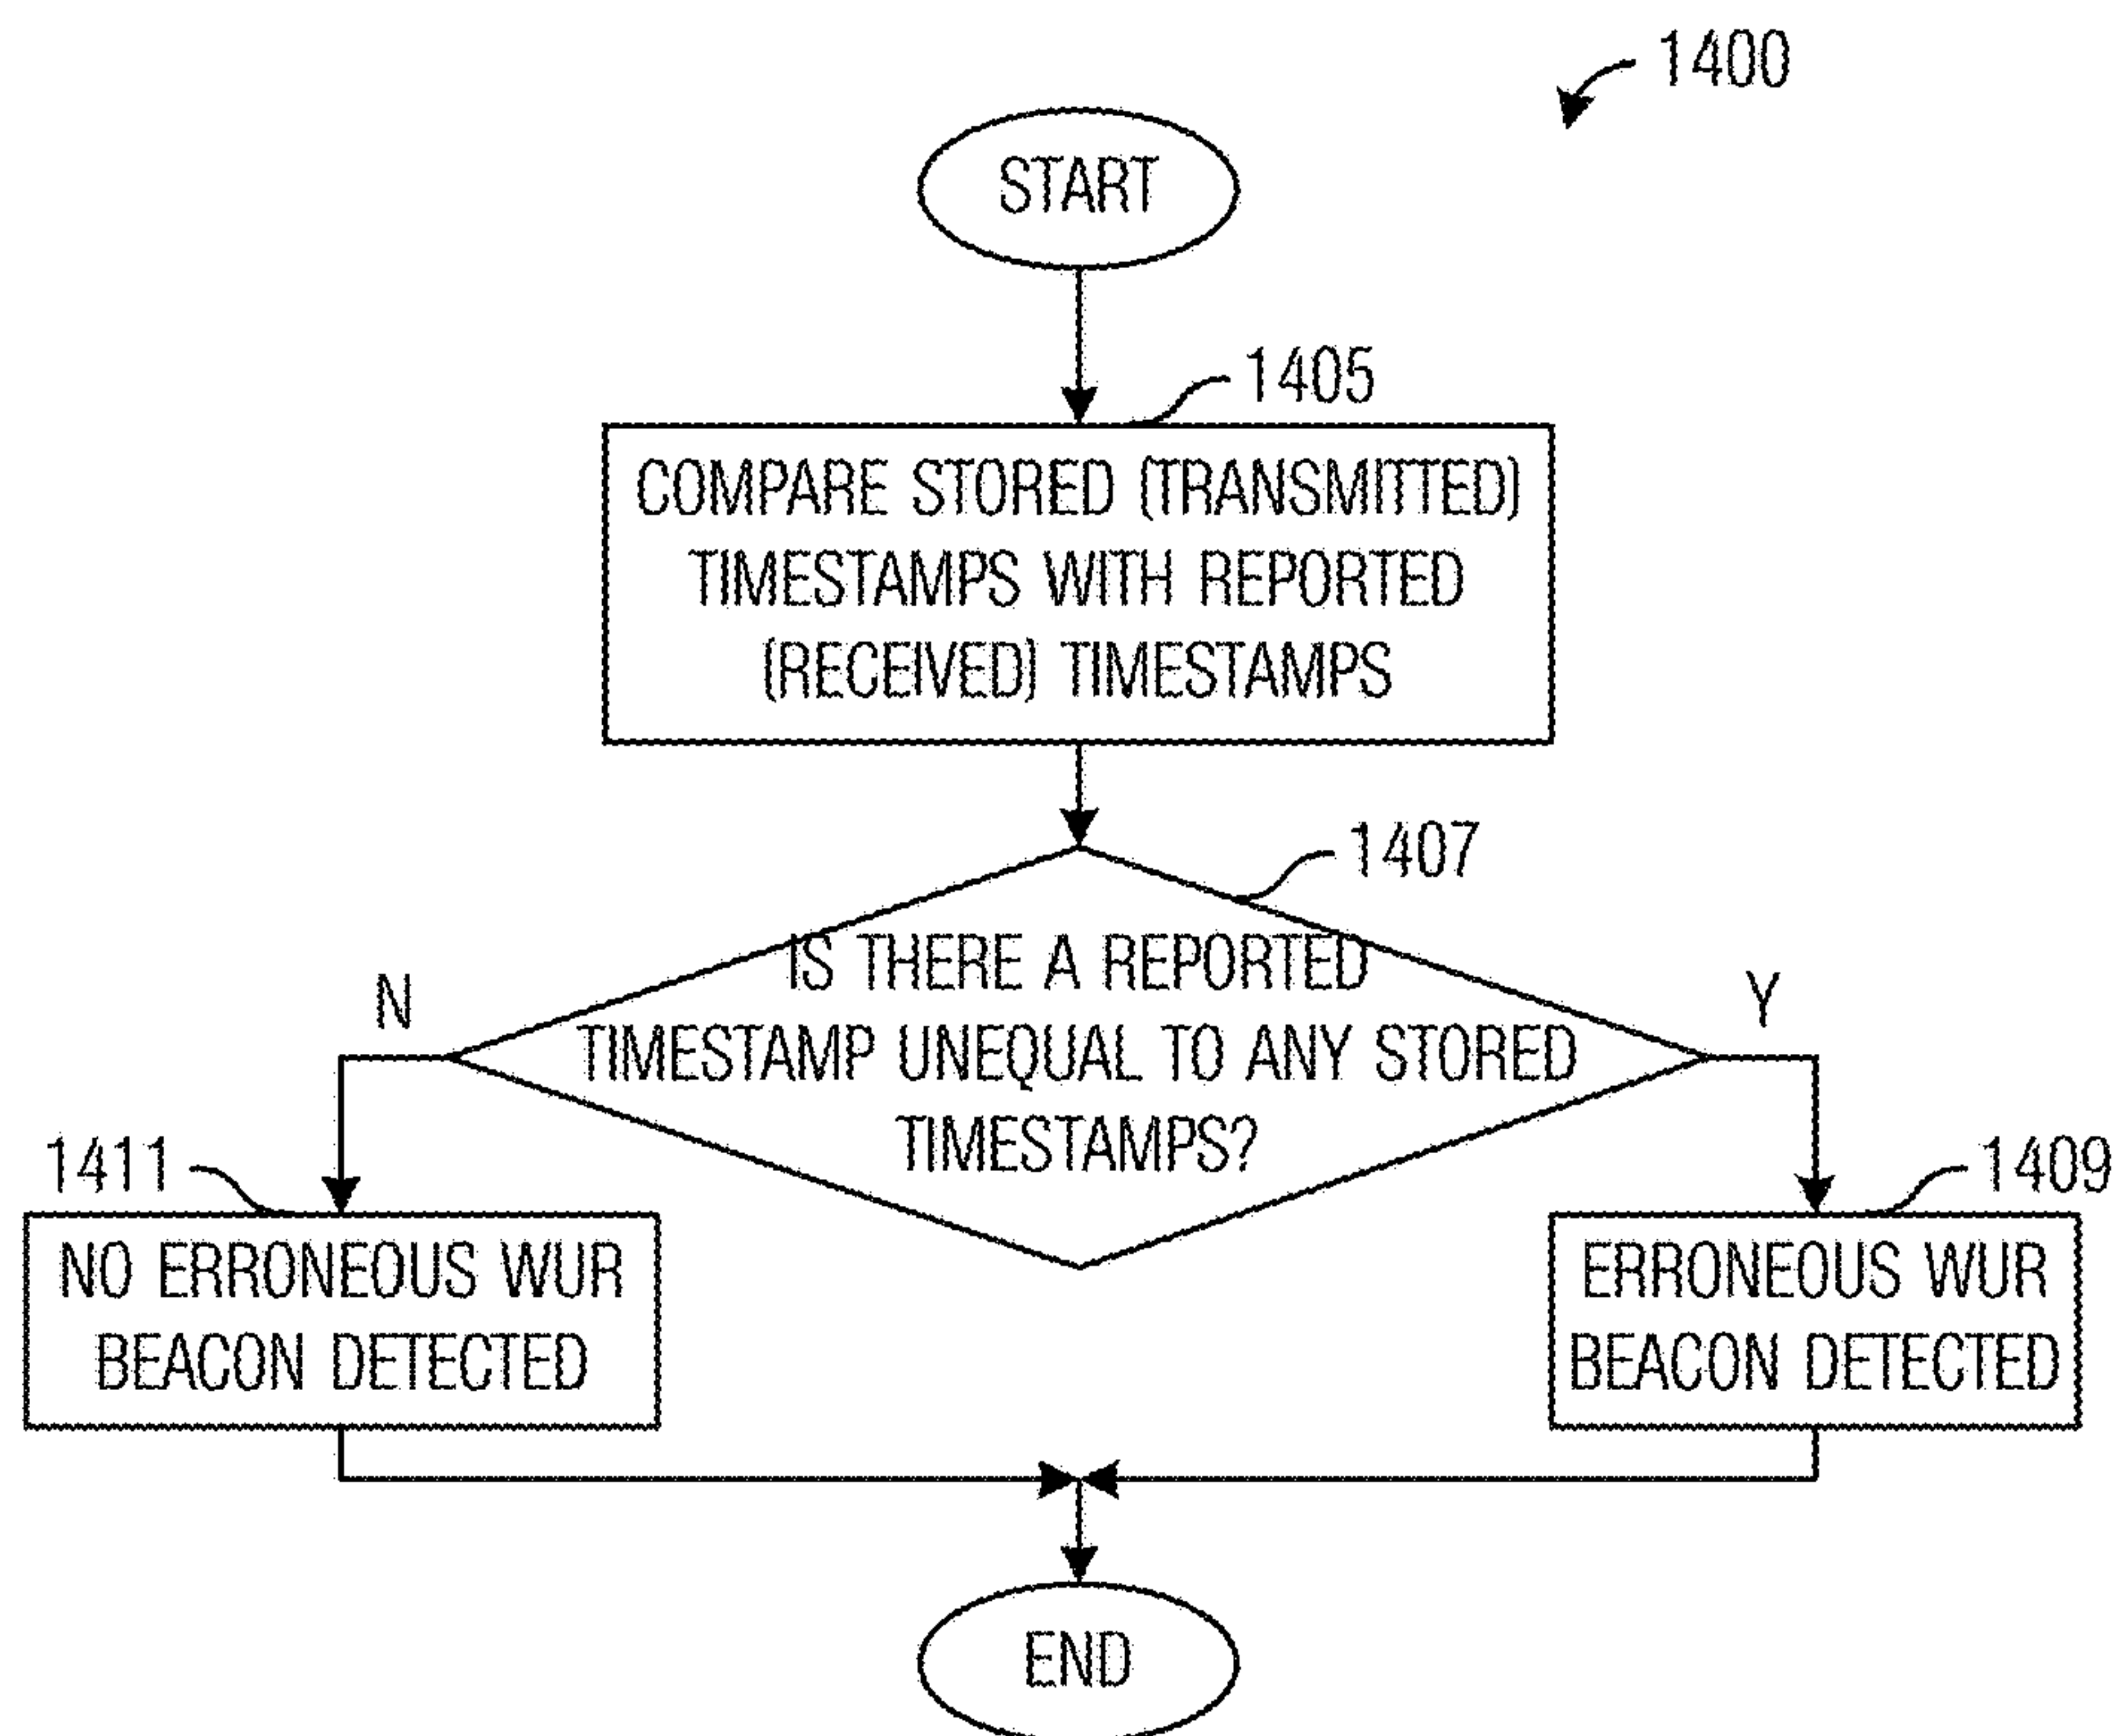 1400
START
1405
COMPARE STORED (TRANSMITTED)
TIMESTAMPS WITH REPORTED
(RECEIVED) TIMESTAMPS
1407
IS THERE A REPORTED
TIMESTAMP UNEQUAL TO ANY STORED
TIMESTAMPS?
N
Y
1411
NO ERRONEOUS WUR
BEACON DETECTED
1409
ERRONEOUS WUR
BEACON DETECTED
END